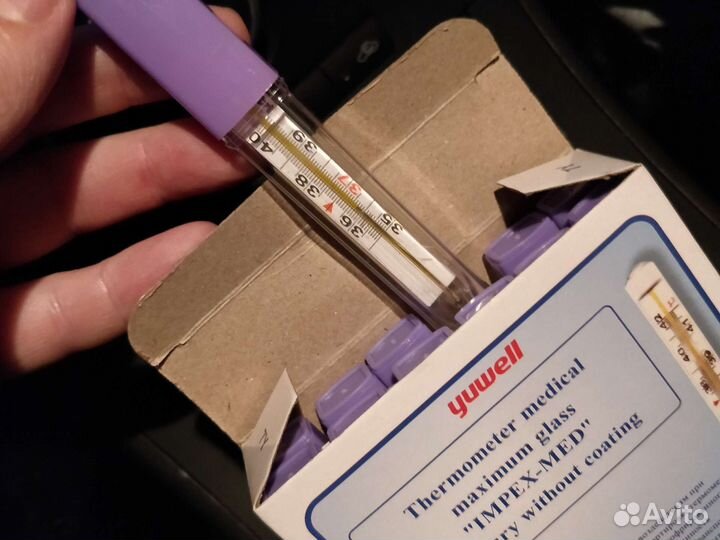 40
39
38
37
36
35
yuwell
Thermometer medical
maximum glass
"IMPEX-MED"
ry without coating
42
41
40
Avito